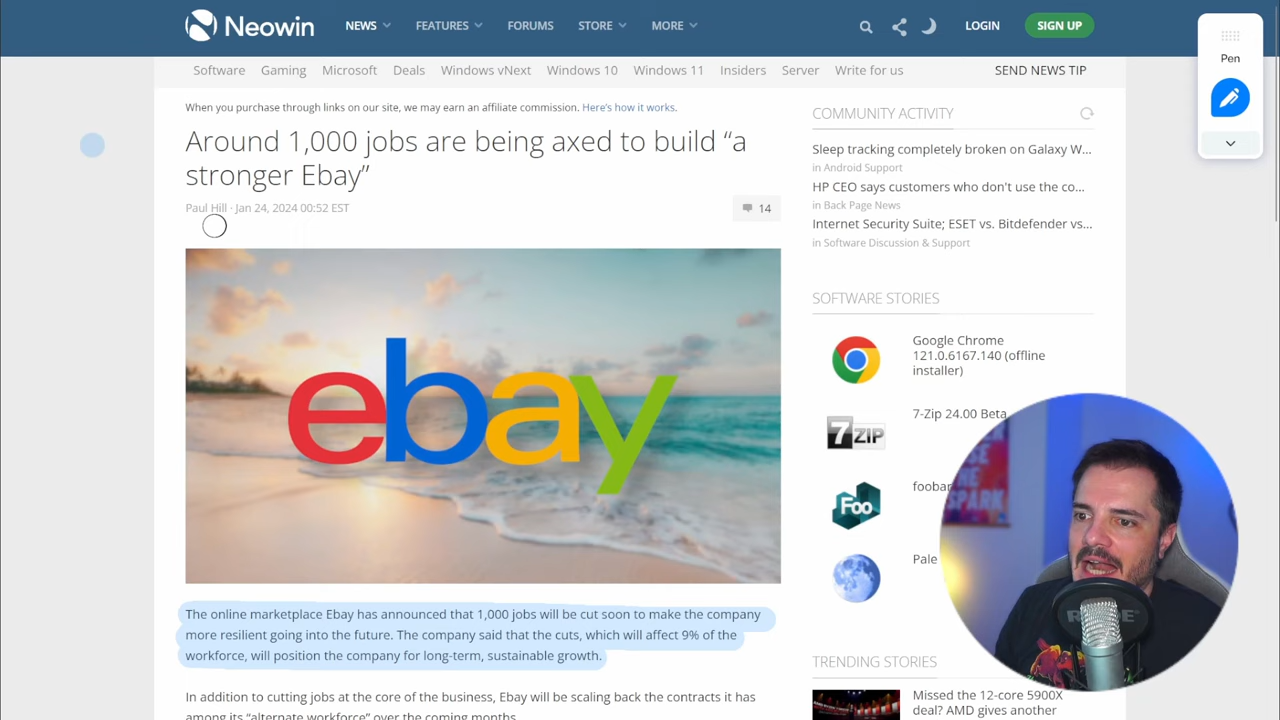 Neowin
NEWS
FEATURES
FORUMS
STORE
MORE
LOGIN
SIGN UP
Pen
Software
Gaming
Microsoft
Deals
Windows vNext
Windows 10
Windows 11
Insiders
Server
Write for us
SEND NEWS TIP
When you purchase through links on our site, we may earn an affiliate commission. Here's how it works.
Around 1,000 jobs are being axed to build “a
stronger Ebay”
Paul Hill · Jan 24, 2024 00:52 EST
14
ebay
The online marketplace Ebay has announced that 1,000 jobs will be cut soon to make the company
more resilient going into the future. The company said that the cuts, which will affect 9% of the
workforce, will position the company for long-term, sustainable growth.
In addition to cutting jobs at the core of the business, Ebay will be scaling back the contracts it has
among its “alternate workforce” over the coming months.
COMMUNITY ACTIVITY
Sleep tracking completely broken on Galaxy W...
in Android Support
HP CEO says customers who don't use the co...
in Back Page News
Internet Security Suite; ESET vs. Bitdefender vs...
in Software Discussion & Support
SOFTWARE STORIES
Google Chrome
121.0.6167.140 (offline
installer)
7ZIP
7-Zip 24.00 Beta
Foo
foobar
Pale
TRENDING STORIES
Missed the 12-core 5900X
deal? AMD gives another